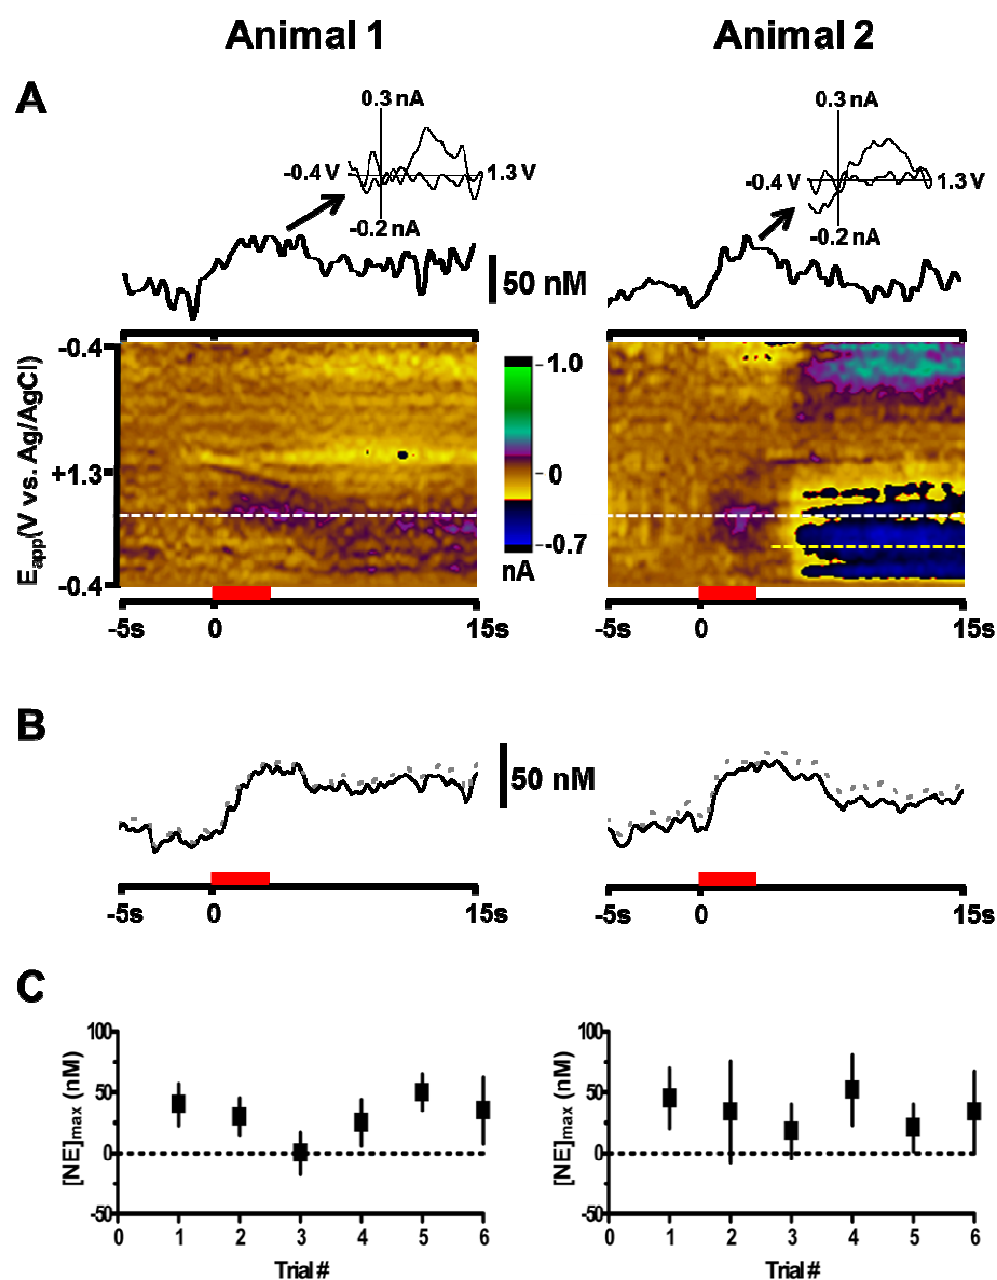 Animal 1
Animal 2
A
0.3 nA
-0.4 V
1.3 V
-0.2 nA
0.3 nA
-0.4 V
1.3 V
-0.2 nA
50 nM
Eapp(V vs. Ag/AgCl)
-0.4
+1.3
-0.4
1.0
0
-0.7
nA
-5s
0
15s
-5s
0
15s
B
50 nM
-5s
0
15s
-5s
0
15s
C
[NE]max (nM)
100
50
0
-50
0
1
2
3
4
5
6
Trial #
[NE]max (nM)
100
50
0
-50
0
1
2
3
4
5
6
Trial #